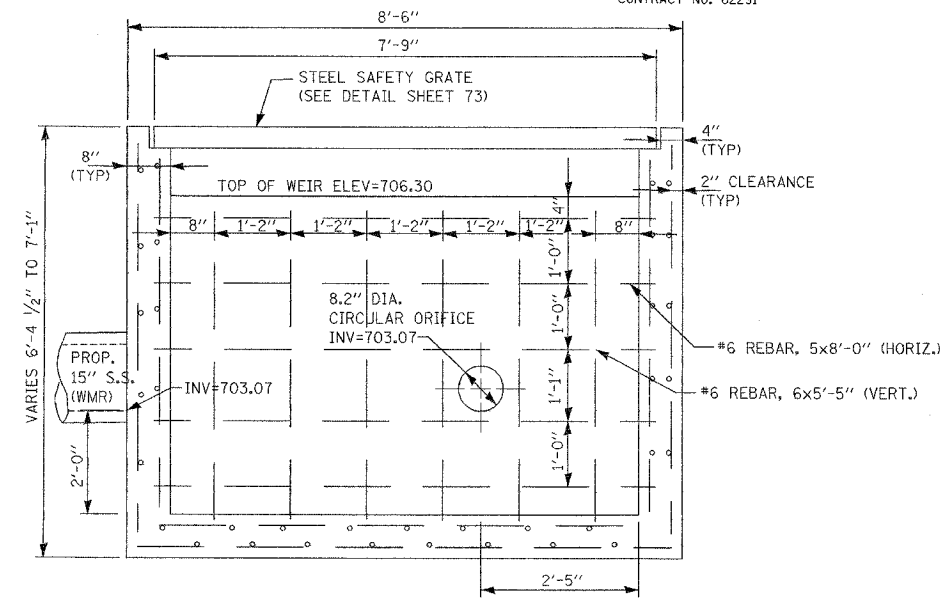 CONTRACT NO. 62231
8'-6"
7'-9"
STEEL SAFETY GRATE
(SEE DETAIL SHEET 73)
8"
(TYP)
4"
(TYP)
TOP OF WEIR ELEV=706.30
2" CLEARANCE
(TYP)
4"
8" 1'-2" 1'-2" 1'-2" 1'-2" 1'-2" 8"
VARIES 6'-4 1/2" TO 7'-1"
1'-0"
8.2" DIA.
CIRCULAR ORIFICE
INV=703.07
1'-0"
#6 REBAR, 5x8'-0" (HORIZ.)
PROP.
15" S.S.
(WMR)
INV=703.07
1'-1"
#6 REBAR, 6x5'-5" (VERT.)
2'-0"
1'-0"
2'-5"